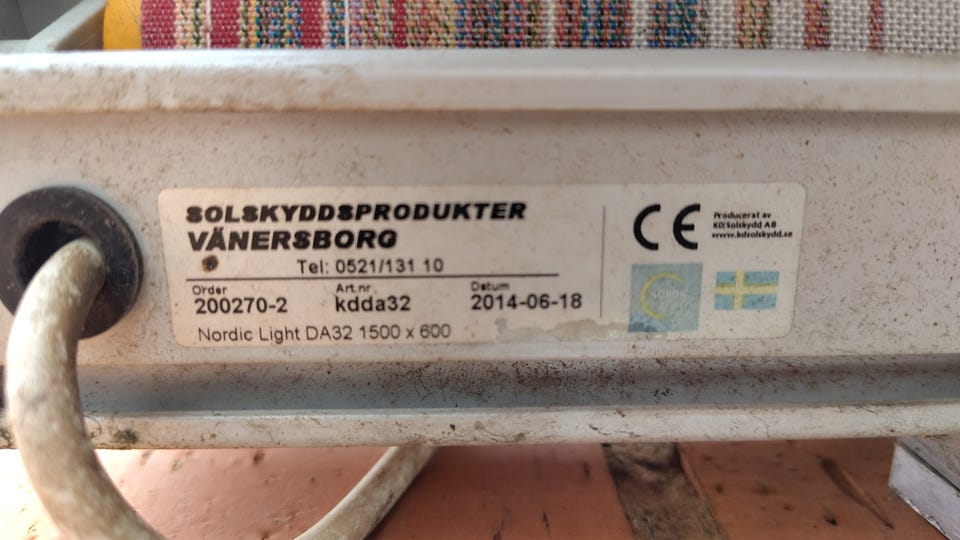 SOLSKYDDSPRODUKTER
VÄNERSBORG
Tel: 0521/131 10
Order Art.nr. Datum
200270-2 kdda32 2014-06-18
Nordic Light DA32 1500 x 600
CE
Producerat av
KD Solskydd AB
www.kdsolskydd.se
NORDIC